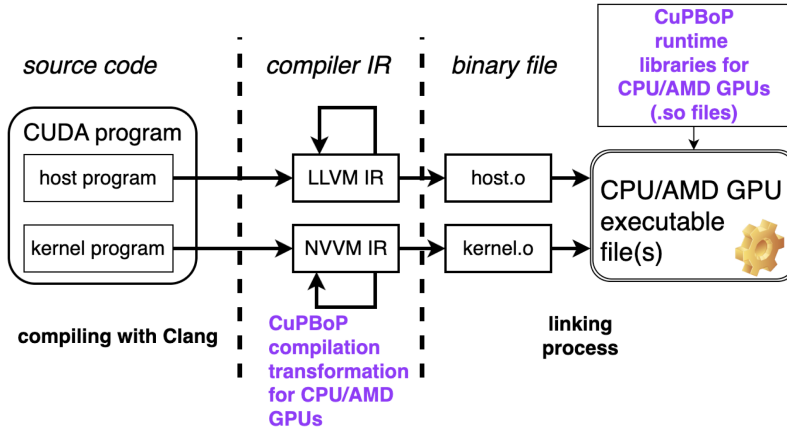 source code
compiler IR
binary file
CuPBoP
runtime
libraries for
CPU/AMD GPUs
(.so files)
CUDA program
host program
LLVM IR
host.o
kernel program
NVVM IR
kernel.o
CPU/AMD GPU
executable
file(s)
compiling with Clang
CuPBoP
compilation
transformation
for CPU/AMD
GPUs
linking
process